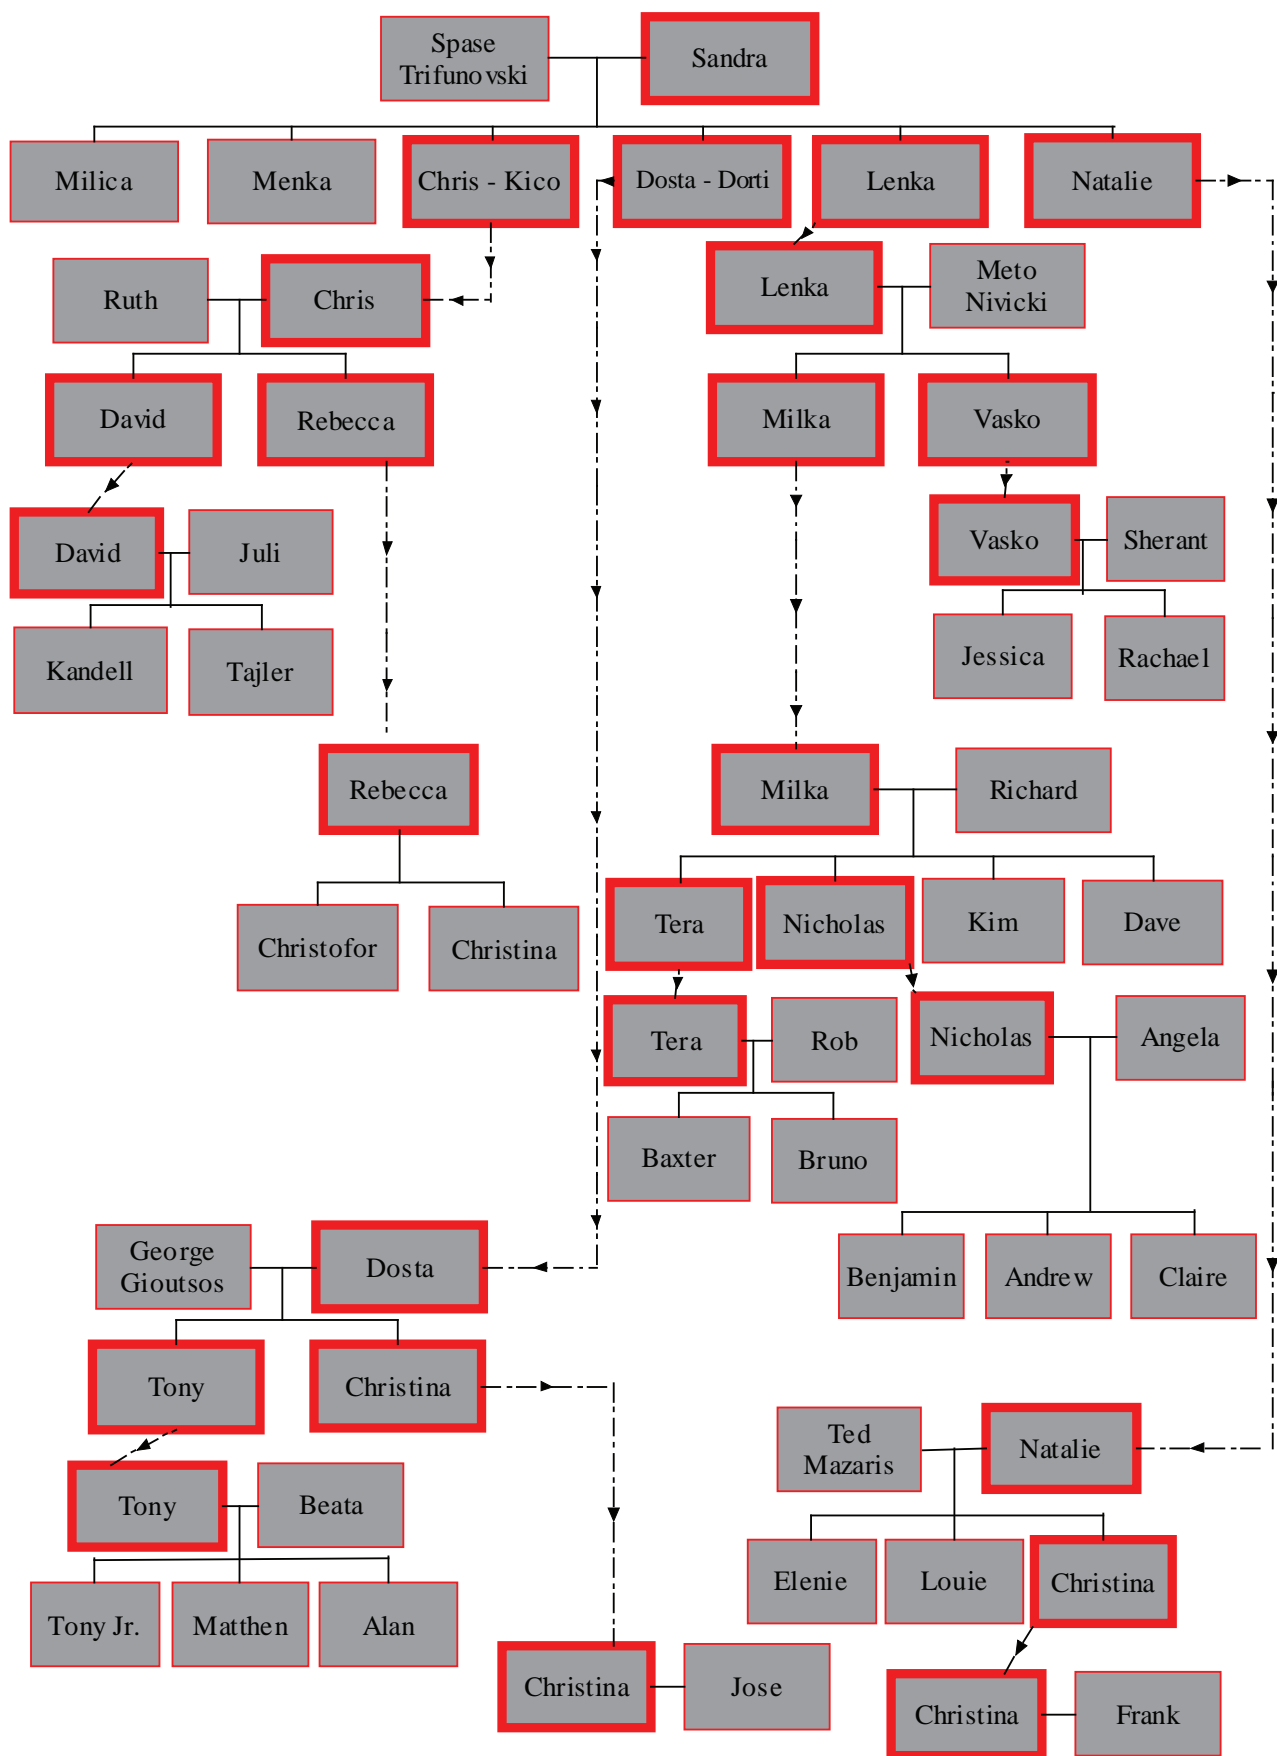 Spase
Trifunovski
Sandra
Milica
Menka
Chris - Kico
Dosta - Dorti
Lenka
Natalie
Ruth
Chris
Lenka
Meto
Nivicki
David
Rebecca
Milka
Vasko
David
Juli
Vasko
Sherant
Kandell
Tajler
Jessica
Rachael
Rebecca
Milka
Richard
Christofor
Christina
Tera
Nicholas
Kim
Dave
Tera
Rob
Nicholas
Angela
Baxter
Bruno
George
Gioutsos
Dosta
Benjamin
Andrew
Claire
Tony
Christina
Ted
Mazaris
Natalie
Tony
Beata
Elenie
Louie
Christina
Tony Jr.
Matthen
Alan
Christina
Jose
Christina
Frank